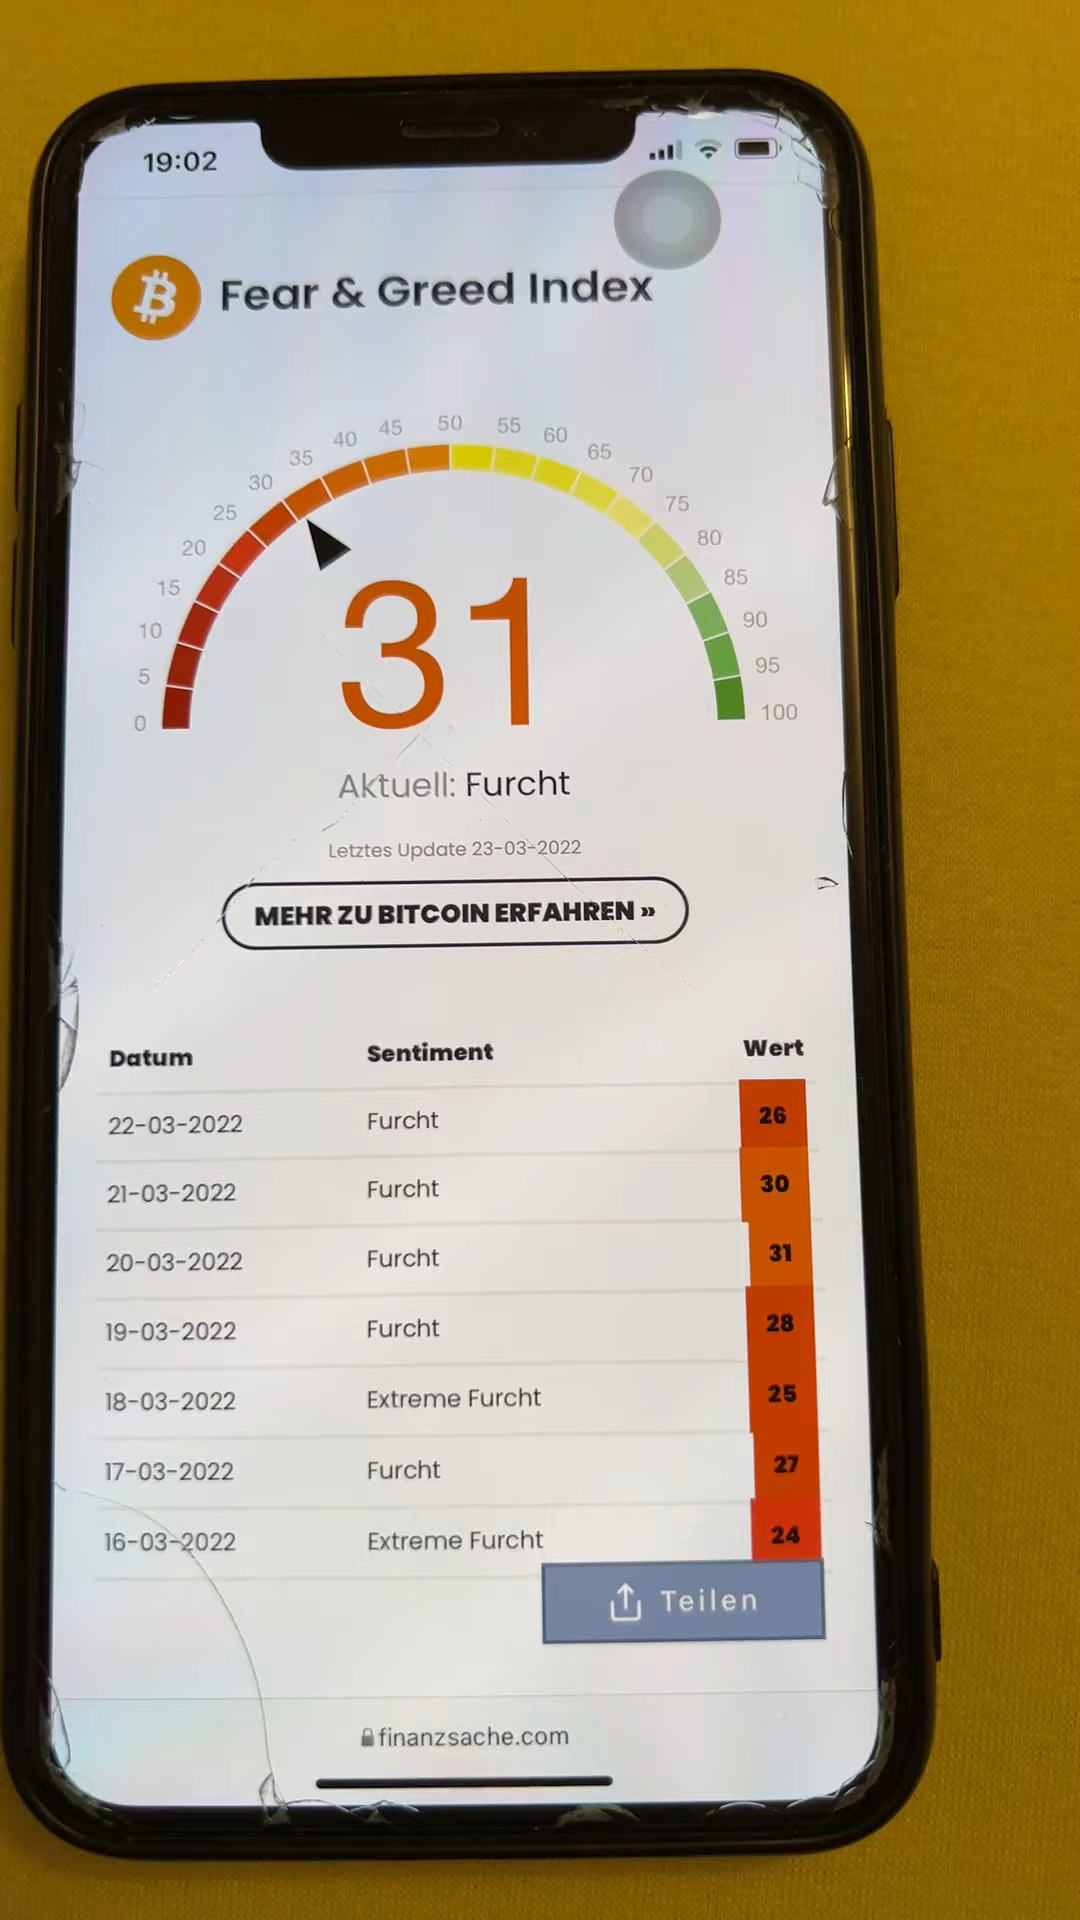 19:02
Fear & Greed Index
0
5
10
15
20
25
30
35
40
45
50
55
60
65
70
75
80
85
90
95
100
31
Aktuell: Furcht
Letztes Update 23-03-2022
MEHR ZU BITCOIN ERFAHREN »
Datum Sentiment Wert
22-03-2022 Furcht 26
21-03-2022 Furcht 30
20-03-2022 Furcht 31
19-03-2022 Furcht 28
18-03-2022 Extreme Furcht 25
17-03-2022 Furcht 27
16-03-2022 Extreme Furcht 24
Teilen
finanzsache.com